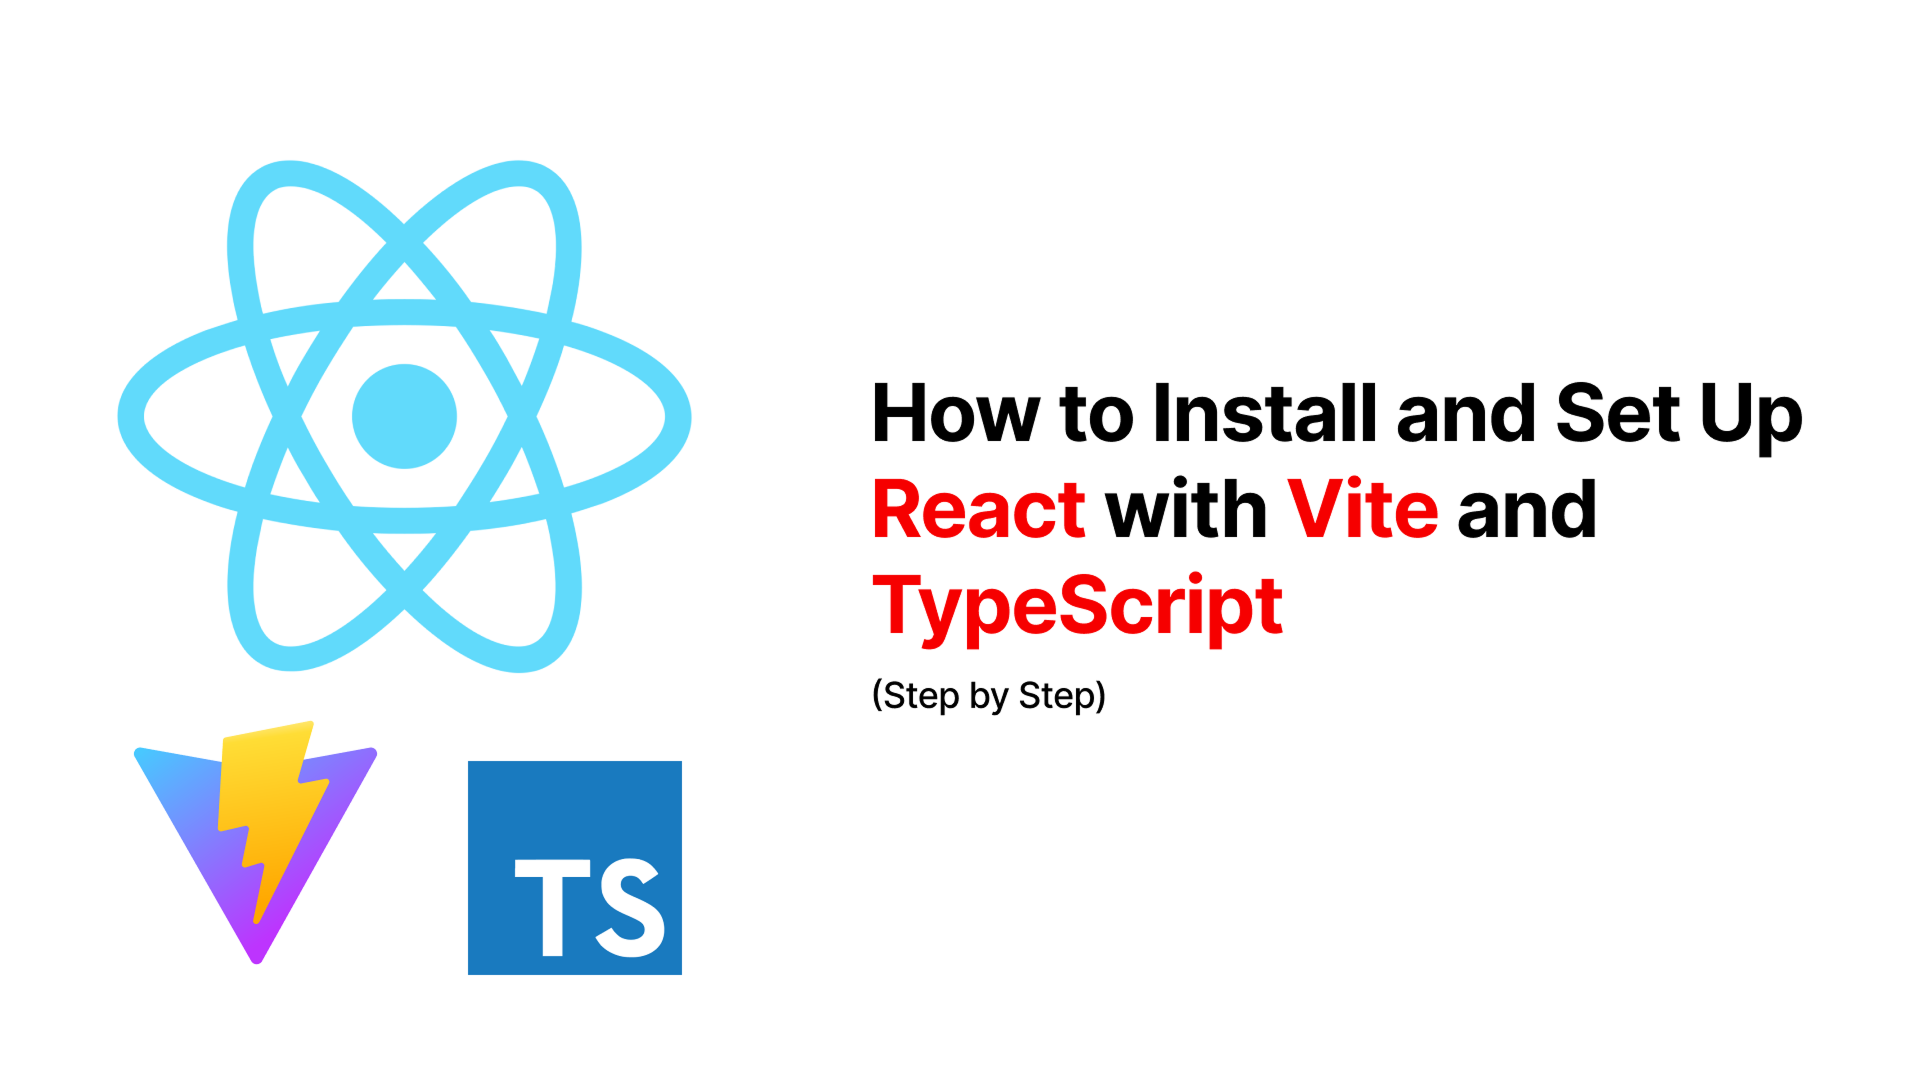 How to Install and Set Up
React with Vite and
TypeScript
(Step by Step)
TS